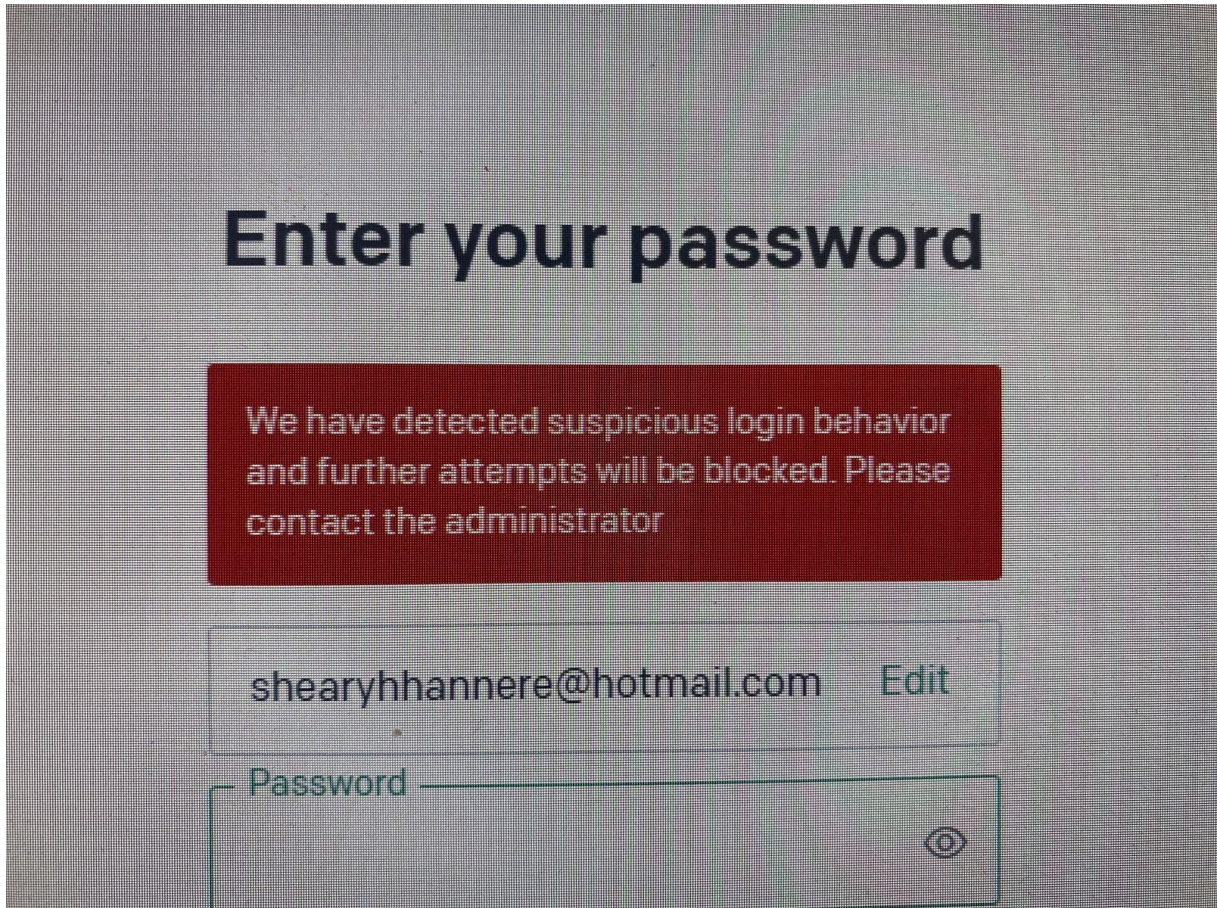 Enter your password
We have detected suspicious login behavior
and further attempts will be blocked. Please
contact the administrator
shearyhhannere@hotmail.com Edit
Password